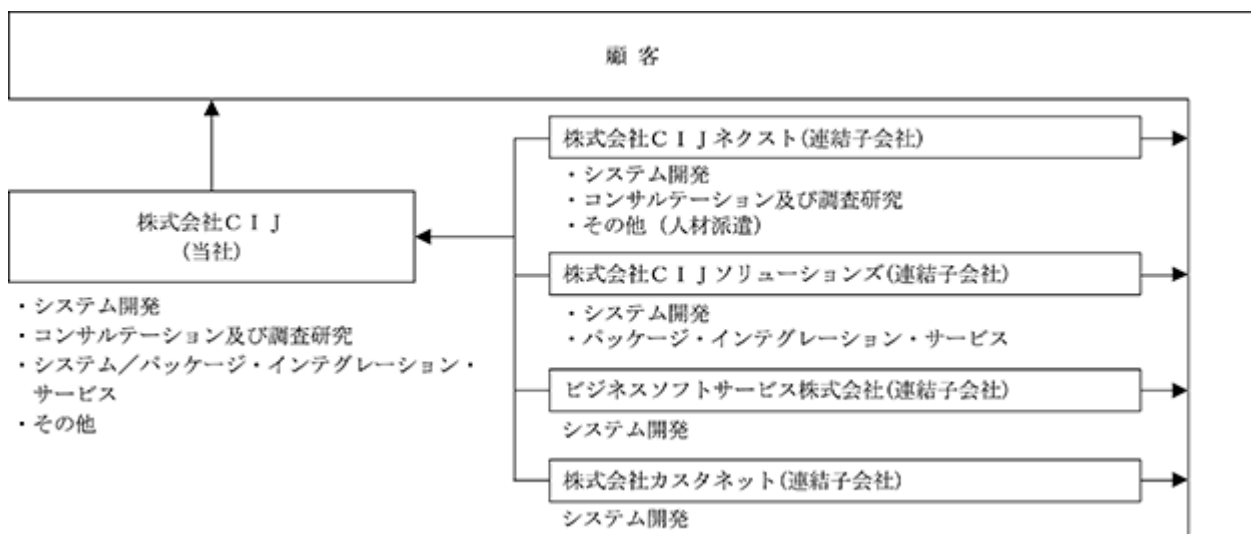 顧 客
株式会社ＣＩＪ
(当社)
・システム開発
・コンサルテーション及び調査研究
・システム／パッケージ・インテグレーション・
サービス
・その他
株式会社ＣＩＪネクスト(連結子会社)
・システム開発
・コンサルテーション及び調査研究
・その他（人材派遣）
株式会社ＣＩＪソリューションズ(連結子会社)
・システム開発
・パッケージ・インテグレーション・サービス
ビジネスソフトサービス株式会社(連結子会社)
システム開発
株式会社カスタネット(連結子会社)
システム開発